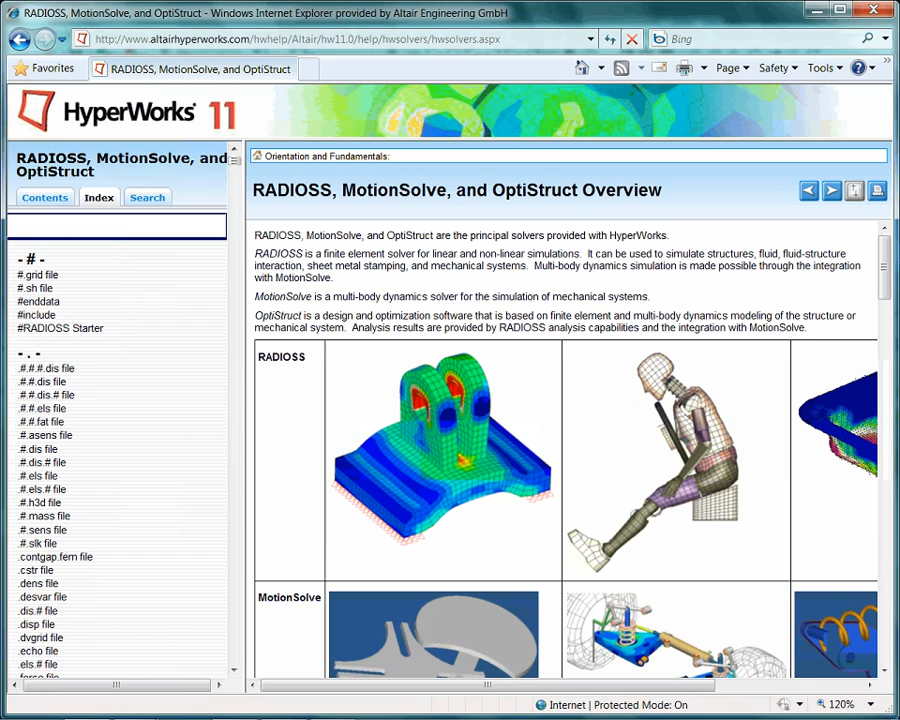 RADIOSS, MotionSolve, and OptiStruct - Windows Internet Explorer provided by Altair Engineering GmbH
http://www.altairhyperworks.com/hwhelp/Altair/hw11.0/help/hwsolvers/hwsolvers.aspx
Bing
Favorites
RADIOSS, MotionSolve, and OptiStruct
Page
Safety
Tools
HyperWorks 11
RADIOSS, MotionSolve, and
OptiStruct
Contents
Index
Search
- # -
#.grid file
#.sh file
#enddata
#include
#RADIOSS Starter
- . -
.#.#.#.dis file
.#.#.dis file
.#.#.dis.# file
.#.#.els file
.#.#.fat file
.#.asens file
.#.dis file
.#.dis.# file
.#.els file
.#.els.# file
.#.h3d file
.#.mass file
.#.sens file
.#.slk file
.contgap.fem file
.cstr file
.dens file
.desvar file
.dis.# file
.disp file
.dvgrid file
.echo file
.els.# file
Orientation and Fundamentals:
RADIOSS, MotionSolve, and OptiStruct Overview
RADIOSS, MotionSolve, and OptiStruct are the principal solvers provided with HyperWorks.
RADIOSS is a finite element solver for linear and non-linear simulations. It can be used to simulate structures, fluid, fluid-structure
interaction, sheet metal stamping, and mechanical systems. Multi-body dynamics simulation is made possible through the integration
with MotionSolve.
MotionSolve is a multi-body dynamics solver for the simulation of mechanical systems.
OptiStruct is a design and optimization software that is based on finite element and multi-body dynamics modeling of the structure or
mechanical system. Analysis results are provided by RADIOSS analysis capabilities and the integration with MotionSolve.
RADIOSS
MotionSolve
Internet | Protected Mode: On
120%